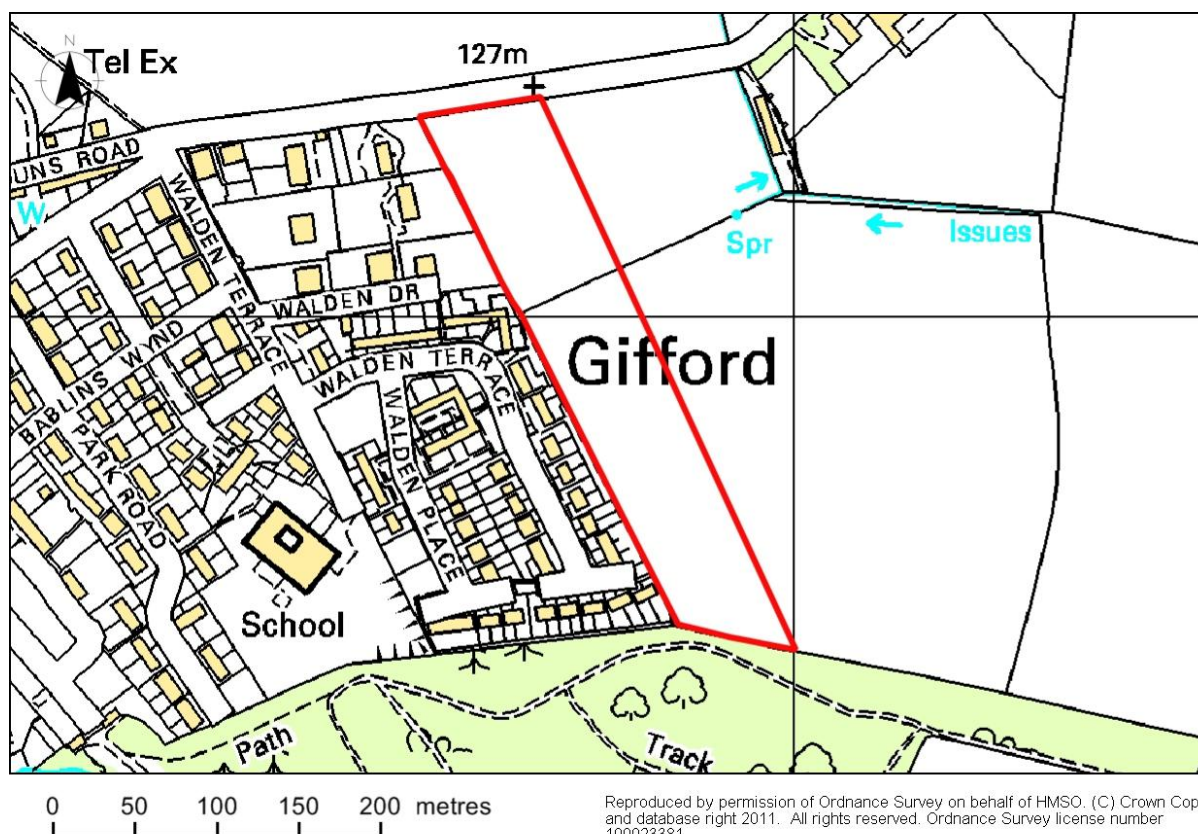 N
Tel Ex
127m
UNS ROAD
W
WALDEN TERRACE
Spr
Issues
WALDEN DR
BABLINS WYND
Gifford
WALDEN TERRACE
WALDEN PLACE
PARK ROAD
School
Path
Track
0 50 100 150 200 metres
Reproduced by permission of Ordnance Survey on behalf of HMSO. (C) Crown Cop
and database right 2011. All rights reserved. Ordnance Survey license number